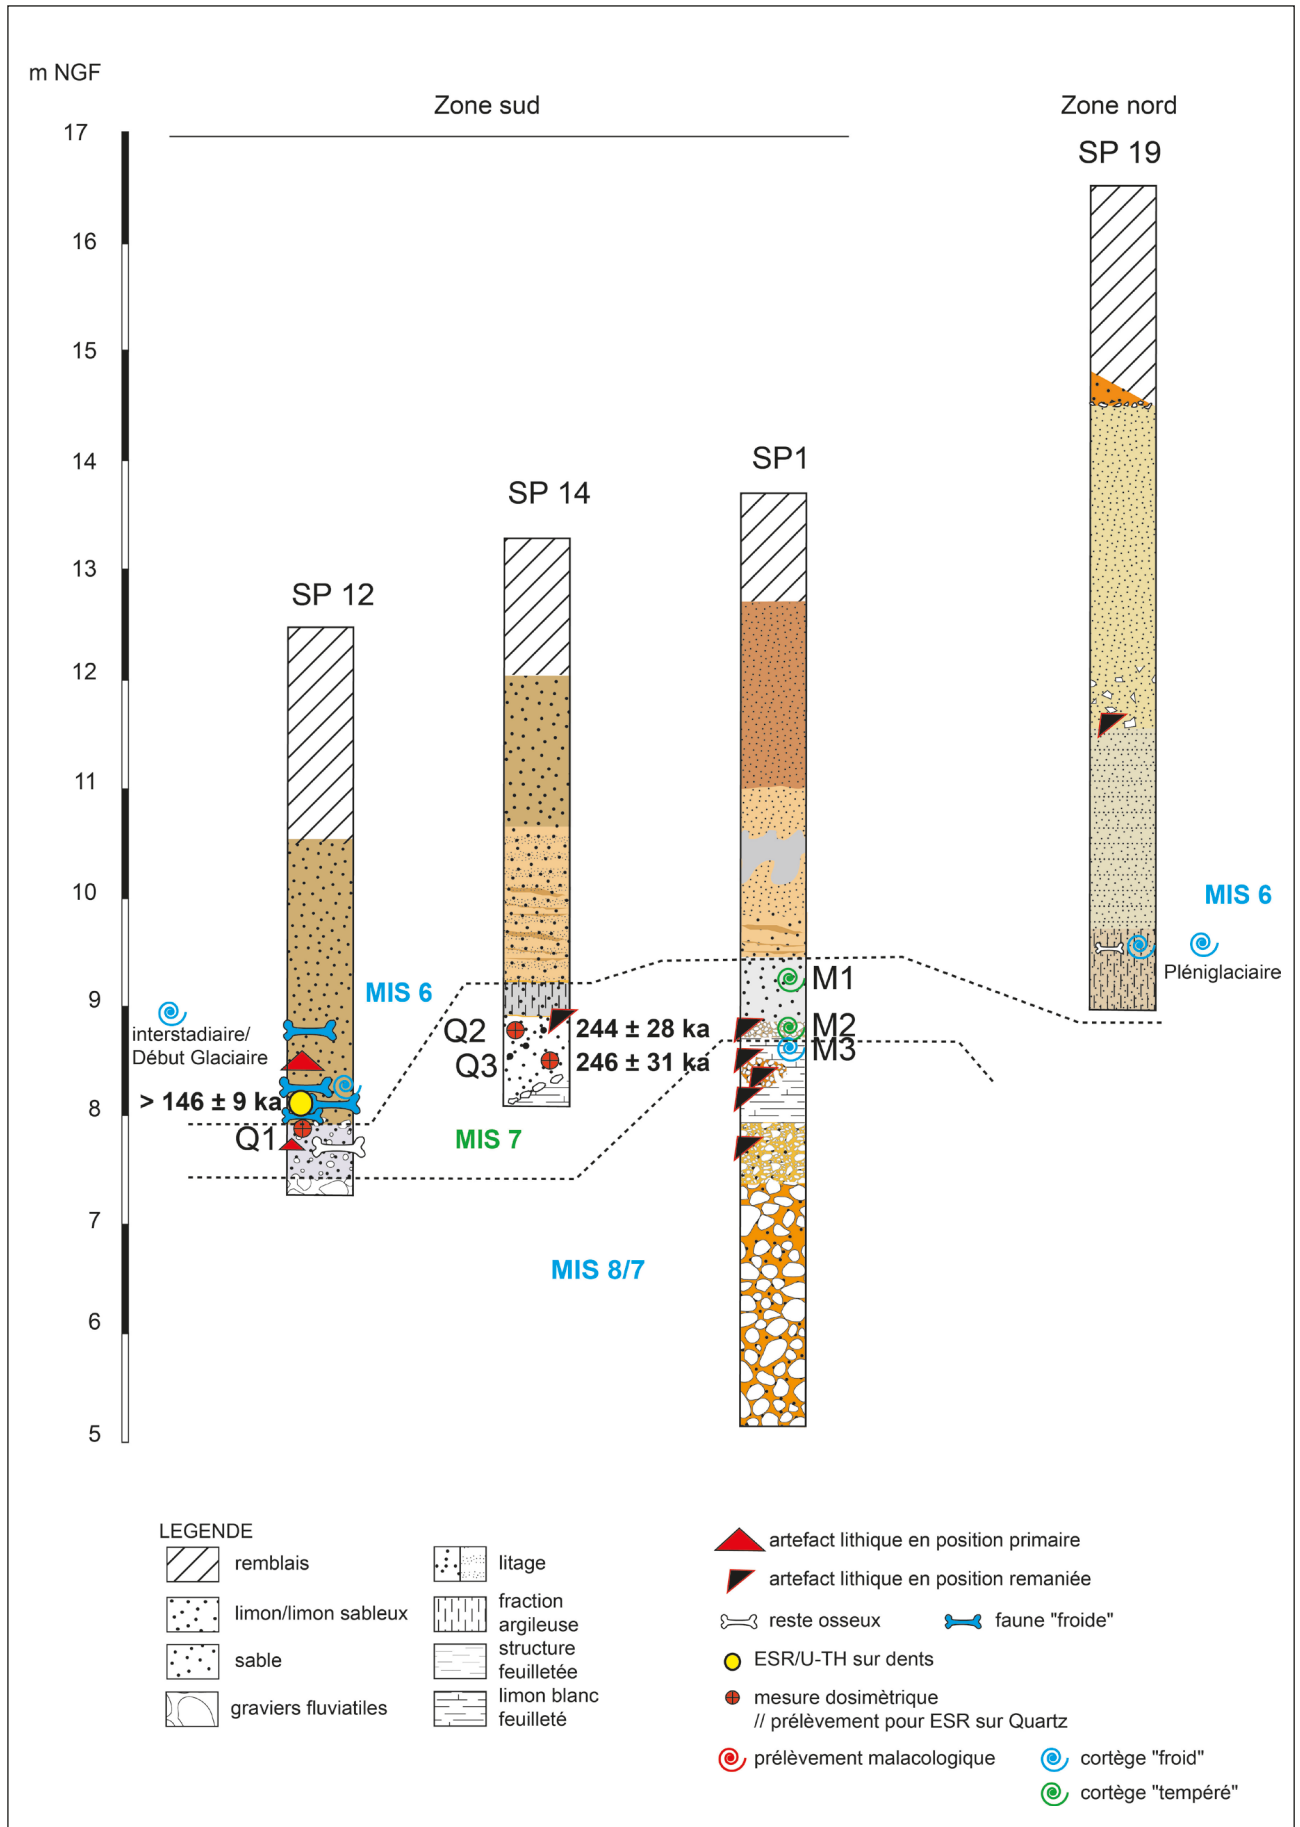 m NGF
Zone sud
Zone nord
17
SP 19
16
15
14
SP1
SP 14
13
SP 12
12
11
10
MIS 6
Pléniglaciaire
9
MIS 6
interstadiaire/
Début Glaciaire
M1
M2
M3
Q2
244 ± 28 ka
Q3
246 ± 31 ka
8
> 146 ± 9 ka
Q1
MIS 7
7
MIS 8/7
6
5
LEGENDE
remblais
limon/limon sableux
sable
graviers fluviatiles
litage
fraction
argileuse
structure
feuilletée
limon blanc
feuilleté
artefact lithique en position primaire
artefact lithique en position remaniée
reste osseux
faune "froide"
ESR/U-TH sur dents
mesure dosimètrique
// prélèvement pour ESR sur Quartz
prélèvement malacologique
cortège "froid"
cortège "tempéré"